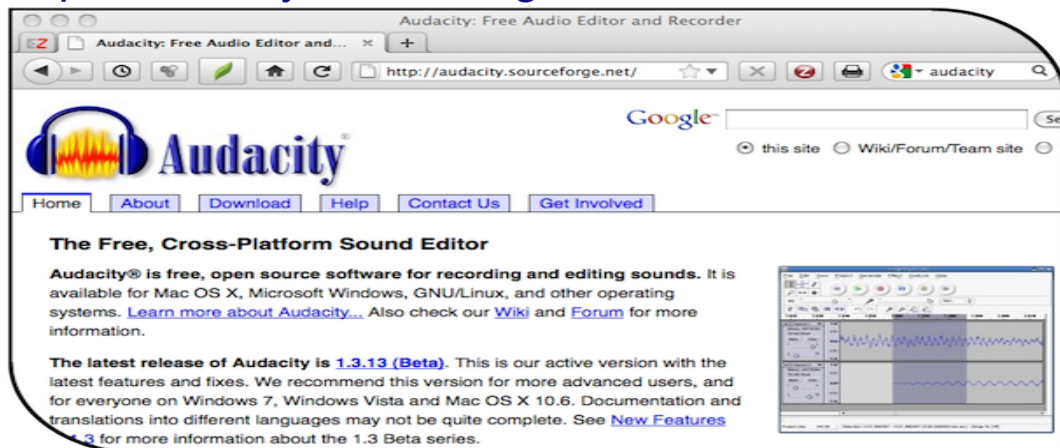 Audacity: Free Audio Editor and Recorder
Audacity: Free Audio Editor and... × +
http://audacity.sourceforge.net/
audacity
Google
Audacity®
this site Wiki/Forum/Team site
Home About Download Help Contact Us Get Involved
The Free, Cross-Platform Sound Editor
Audacity® is free, open source software for recording and editing sounds. It is
available for Mac OS X, Microsoft Windows, GNU/Linux, and other operating
systems. Learn more about Audacity... Also check our Wiki and Forum for more
information.
The latest release of Audacity is 1.3.13 (Beta). This is our active version with the
latest features and fixes. We recommend this version for more advanced users, and
for everyone on Windows 7, Windows Vista and Mac OS X 10.6. Documentation and
translations into different languages may not be quite complete. See New Features
for more information about the 1.3 Beta series.